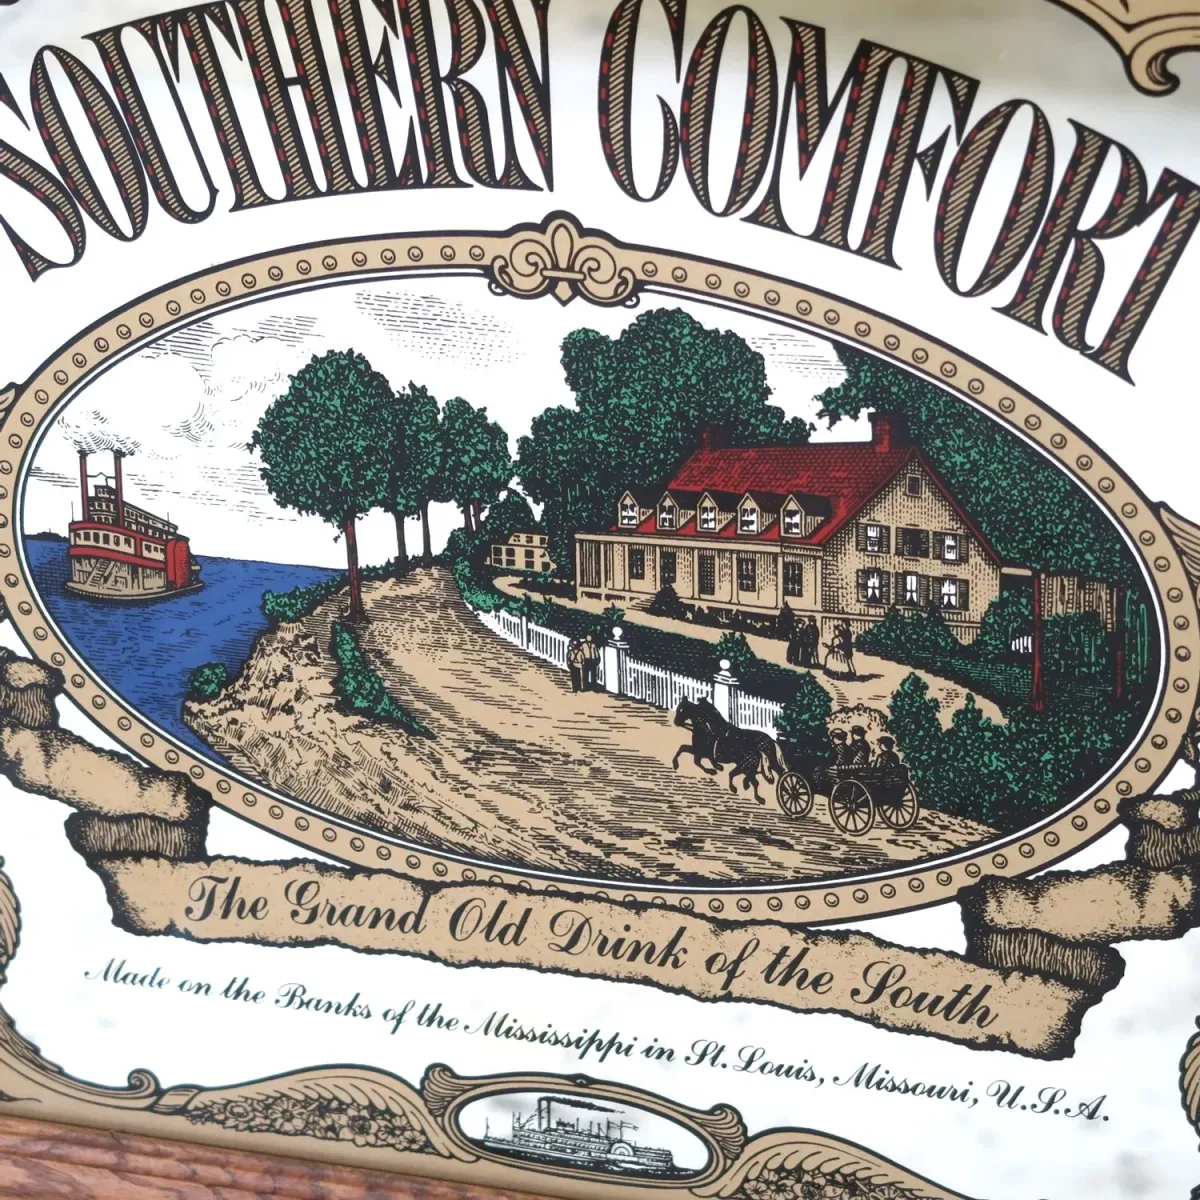 SOUTHERN COMFORT
The Grand Old Drink of the South
Made on the Banks of the Mississippi in St. Louis, Missouri, U.S.A.